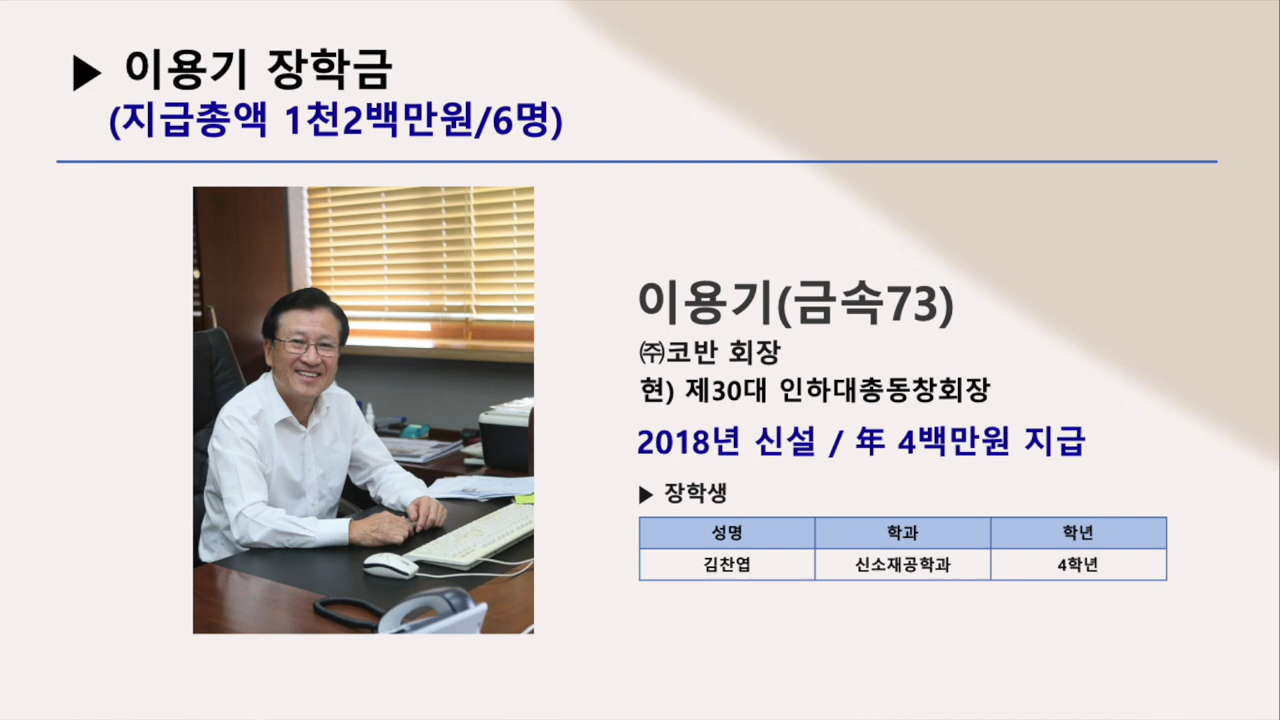 ▶ 이용기 장학금
(지급총액 1천2백만원/6명)
이용기(금속73)
㈜코반 회장
현) 제30대 인하대총동창회장
2018년 신설 / 年 4백만원 지급
▶ 장학생
성명 학과 학년
김찬엽 신소재공학과 4학년